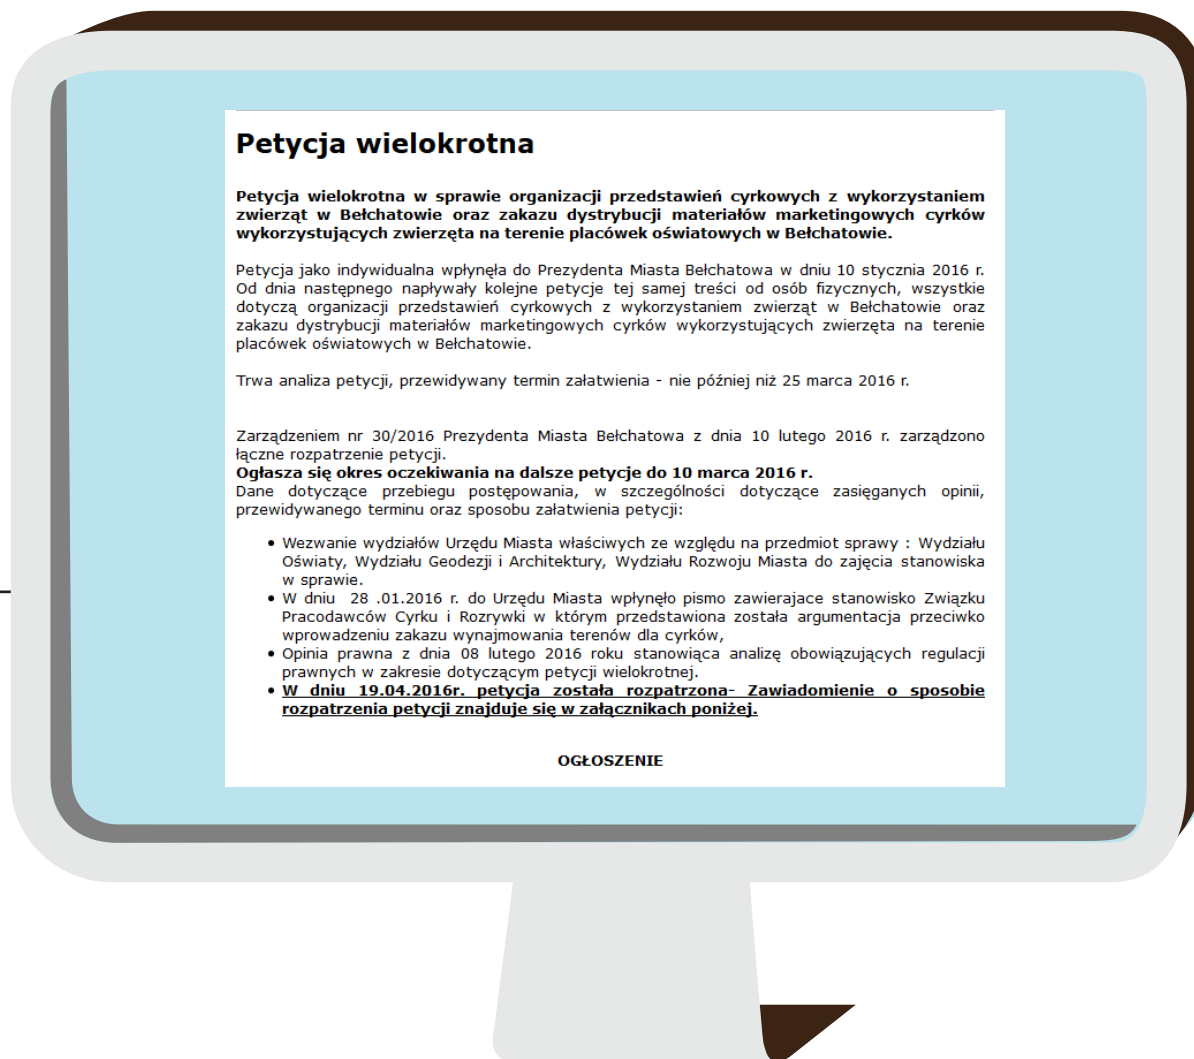 Petycja wielokrotna
Petycja wielokrotna w sprawie organizacji przedstawień cyrkowych z wykorzystaniem
zwierząt w Bełchatowie oraz zakazu dystrybucji materiałów marketingowych cyrków
wykorzystujących zwierzęta na terenie placówek oświatowych w Bełchatowie.
Petycja jako indywidualna wpłynęła do Prezydenta Miasta Bełchatowa w dniu 10 stycznia 2016 r.
Od dnia następnego napływały kolejne petycje tej samej treści od osób fizycznych, wszystkie
dotyczą organizacji przedstawień cyrkowych z wykorzystaniem zwierząt w Bełchatowie oraz
zakazu dystrybucji materiałów marketingowych cyrków wykorzystujących zwierzęta na terenie
placówek oświatowych w Bełchatowie.
Trwa analiza petycji, przewidywany termin załatwienia - nie później niż 25 marca 2016 r.
Zarządzeniem nr 30/2016 Prezydenta Miasta Bełchatowa z dnia 10 lutego 2016 r. zarządzono
łączne rozpatrzenie petycji.
Ogłasza się okres oczekiwania na dalsze petycje do 10 marca 2016 r.
Dane dotyczące przebiegu postępowania, w szczególności dotyczące zasięganych opinii,
przewidywanego terminu oraz sposobu załatwienia petycji:
• Wezwanie wydziałów Urzędu Miasta właściwych ze względu na przedmiot sprawy : Wydziału
Oświaty, Wydziału Geodezji i Architektury, Wydziału Rozwoju Miasta do zajęcia stanowiska
w sprawie.
• W dniu 28 .01.2016 r. do Urzędu Miasta wpłynęło pismo zawierajace stanowisko Związku
Pracodawców Cyrku i Rozrywki w którym przedstawiona została argumentacja przeciwko
wprowadzeniu zakazu wynajmowania terenów dla cyrków,
• Opinia prawna z dnia 08 lutego 2016 roku stanowiąca analizę obowiązujących regulacji
prawnych w zakresie dotyczącym petycji wielokrotnej.
• W dniu 19.04.2016r. petycja została rozpatrzona- Zawiadomienie o sposobie
rozpatrzenia petycji znajduje się w załącznikach poniżej.
OGŁOSZENIE